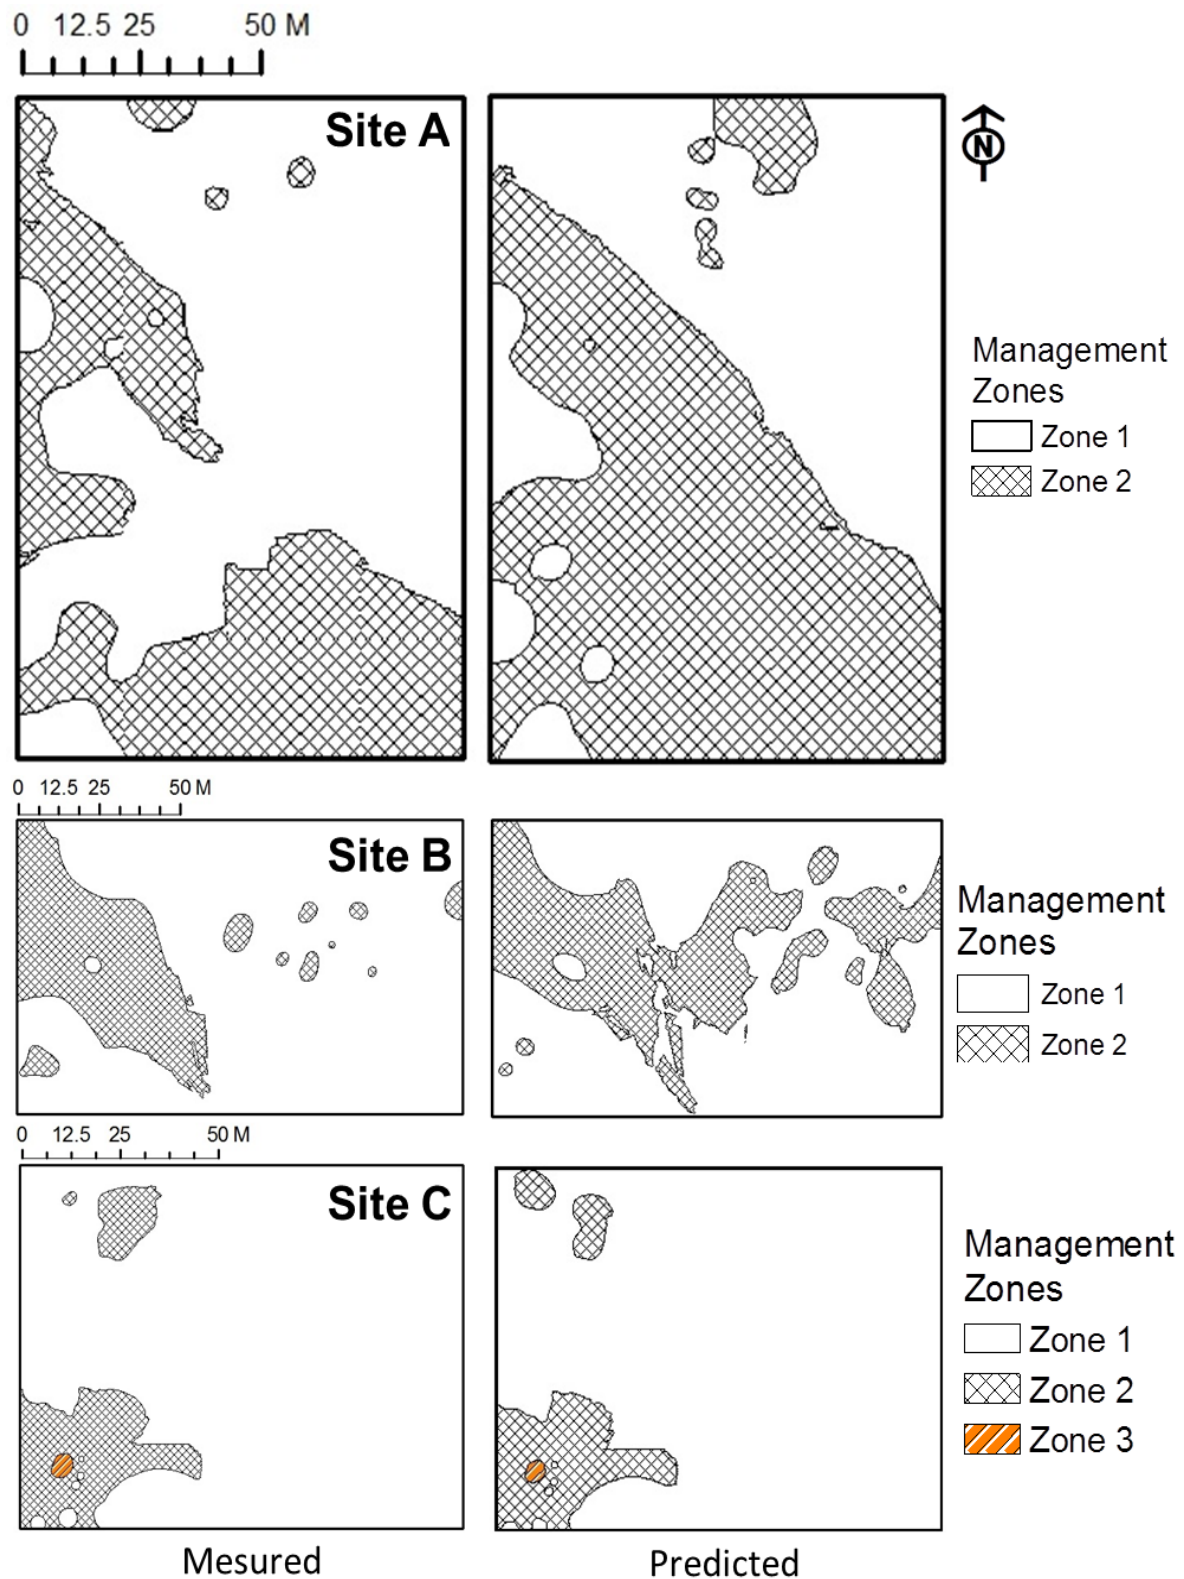 0 12.5 25 50 M
Site A
N
Management
Zones
Zone 1
Zone 2
0 12.5 25 50 M
Site B
Management
Zones
Zone 1
Zone 2
0 12.5 25 50 M
Site C
Management
Zones
Zone 1
Zone 2
Zone 3
Mesured Predicted